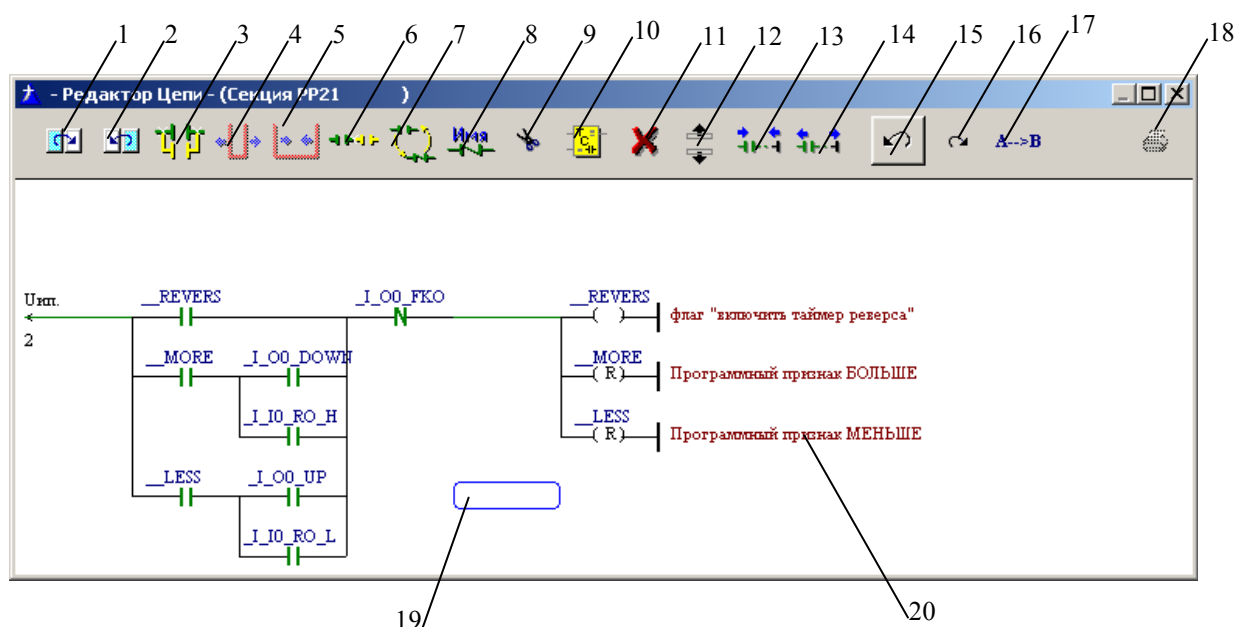 1 2 3 4 5 6 7 8 9 10 11 12 13 14 15 16 17 18
- Редактор Цепи - (Секция РР21 )
Имя
C
A-->B
Uип.
2
__REVERS _I_O0_FKO __REVERS
( ) флаг "включить таймер реверса"
N
__MORE _I_O0_DOWN __MORE
( R ) Программный признак БОЛЬШЕ
_I_I0_RO_H __LESS
( R ) Программный признак МЕНЬШЕ
__LESS _I_O0_UP
_I_I0_RO_L
19 20